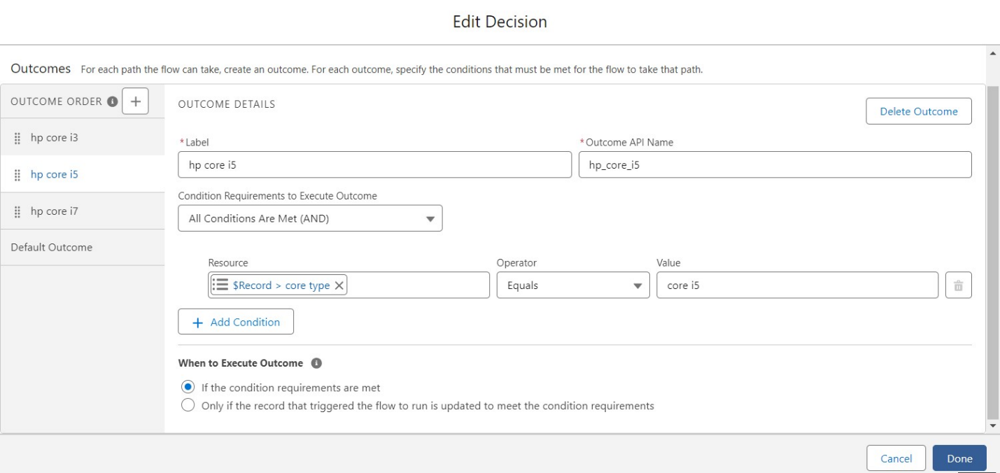 Edit Decision
Outcomes For each path the flow can take, create an outcome. For each outcome, specify the conditions that must be met for the flow to take that path.
OUTCOME ORDER
OUTCOME DETAILS
Delete Outcome
hp core i3
hp core i5
hp core i7
Default Outcome
*Label
*Outcome API Name
hp core i5
hp_core_i5
Condition Requirements to Execute Outcome
All Conditions Are Met (AND)
Resource Operator Value
$Record > core type Equals core i5
+ Add Condition
When to Execute Outcome
If the condition requirements are met
Only if the record that triggered the flow to run is updated to meet the condition requirements
Cancel Done